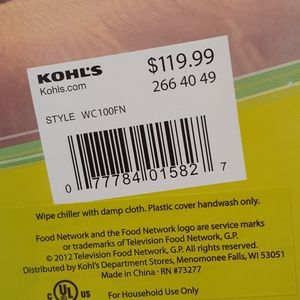 KOHL'S
Kohls.com
$119.99
266 40 49
STYLE WC100FN
0 77784 01582 7
Wipe chiller with damp cloth. Plastic cover handwash only.
Food Network and the Food Network logo are service marks
or trademarks of Television Food Network, G.P.
© 2012 Television Food Network, G.P. All rights reserved.
Distributed by Kohl's Department Stores, Menomonee Falls, WI 53051
Made in China · RN #73277
c UL us
For Household Use Only